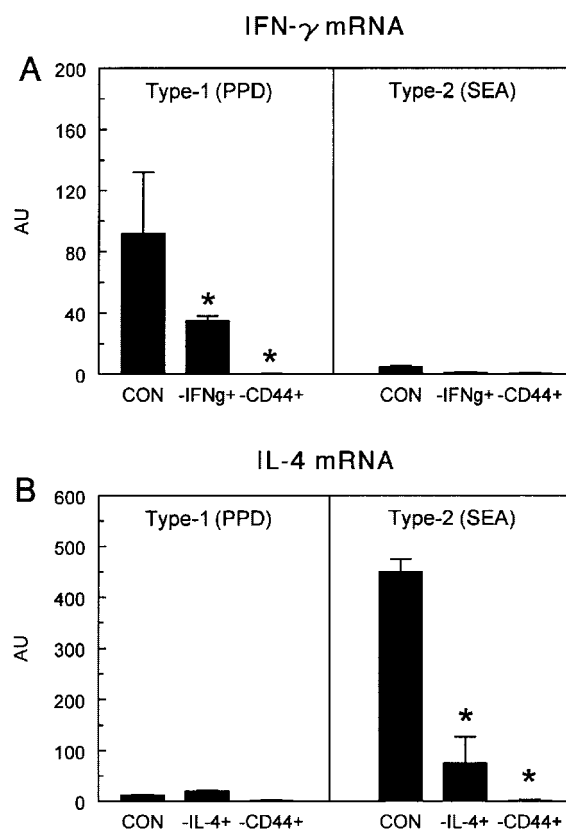 IFN-γ mRNA
A
200
160
120
80
40
0
AU
Type-1 (PPD)
Type-2 (SEA)
*
*
CON -IFNg+ -CD44+
CON -IFNg+ -CD44+
IL-4 mRNA
B
600
500
400
300
200
100
0
AU
Type-1 (PPD)
Type-2 (SEA)
*
*
CON -IL-4+ -CD44+
CON -IL-4+ -CD44+